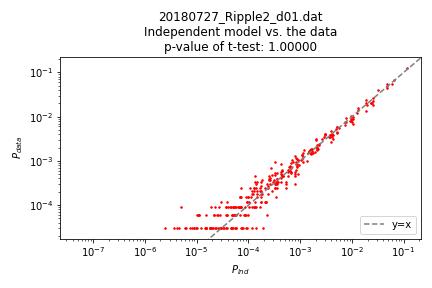 20180727_Ripple2_d01.dat
Independent model vs. the data
p-value of t-test: 1.00000
10⁻¹
10⁻²
10⁻³
10⁻⁴
P_data
y=x
10⁻⁷ 10⁻⁶ 10⁻⁵ 10⁻⁴ 10⁻³ 10⁻² 10⁻¹
P_ind